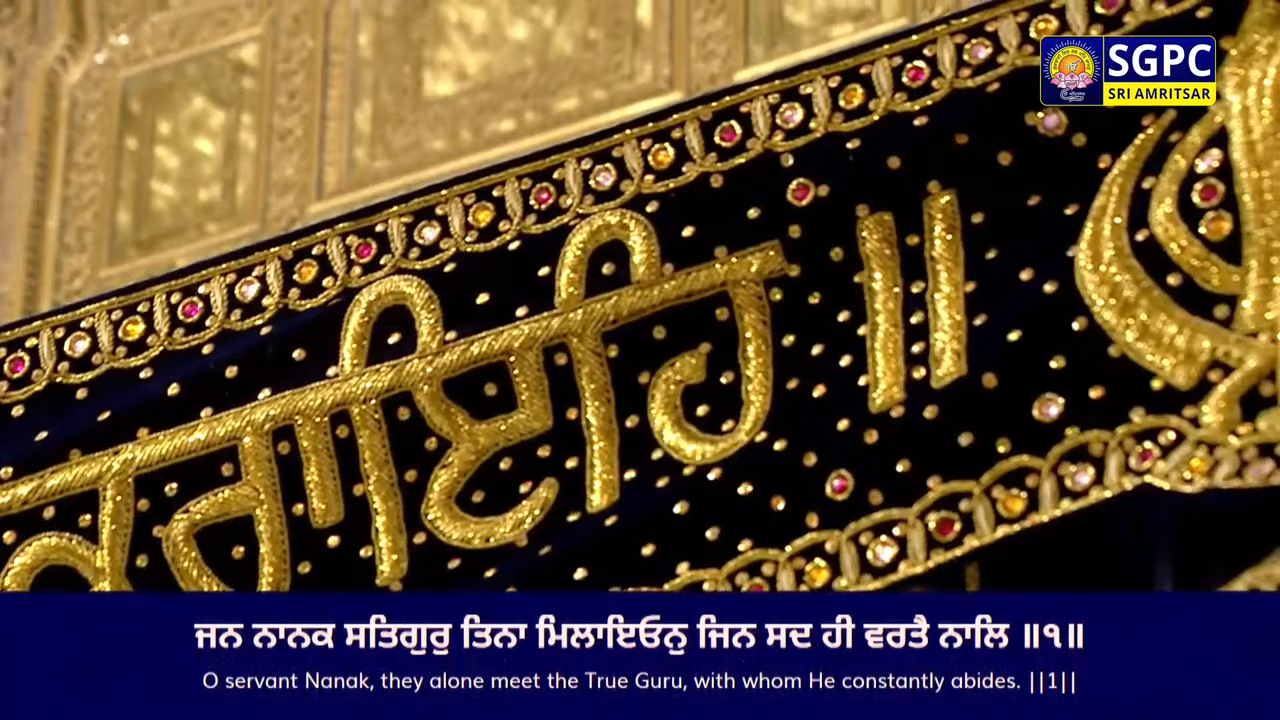 SGPC
SRI AMRITSAR
ਜਨ ਨਾਨਕ ਸਤਿਗੁਰੁ ਤਿਨਾ ਮਿਲਾਇਓਨੁ ਜਿਨ ਸਦ ਹੀ ਵਰਤੈ ਨਾਲਿ ॥੧॥
O servant Nanak, they alone meet the True Guru, with whom He constantly abides. ||1||